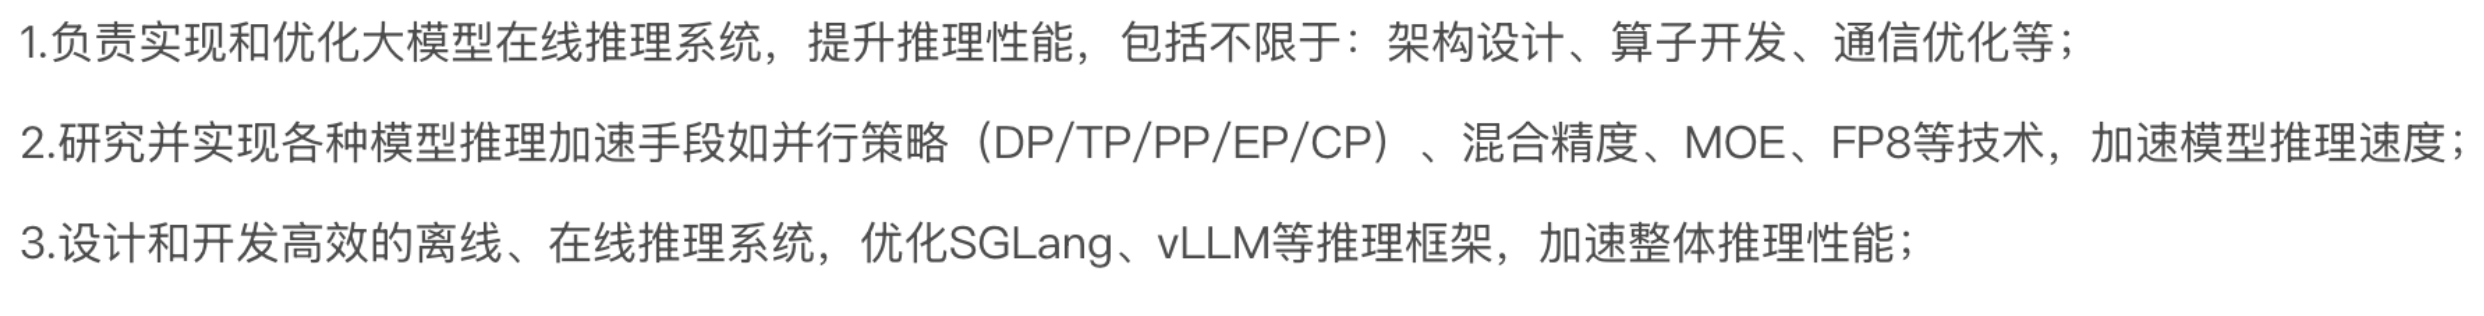 1.负责实现和优化大模型在线推理系统，提升推理性能，包括不限于：架构设计、算子开发、通信优化等；
2.研究并实现各种模型推理加速手段如并行策略（DP/TP/PP/EP/CP）、混合精度、MOE、FP8等技术，加速模型推理速度；
3.设计和开发高效的离线、在线推理系统，优化SGLang、vLLM等推理框架，加速整体推理性能；